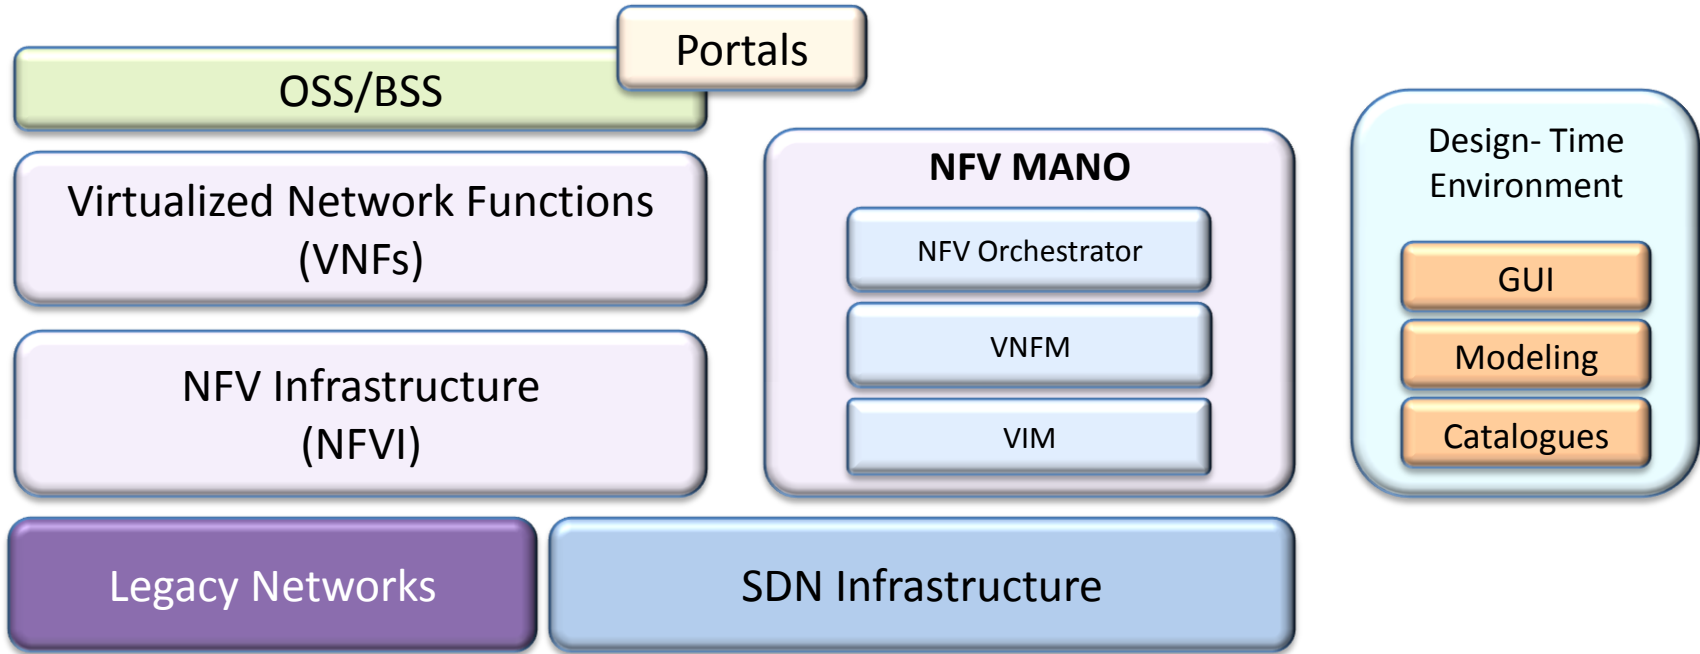 Portals
OSS/BSS
Virtualized Network Functions
(VNFs)
NFV Infrastructure
(NFVI)
Legacy Networks
SDN Infrastructure
NFV MANO
NFV Orchestrator
VNFM
VIM
Design- Time
Environment
GUI
Modeling
Catalogues